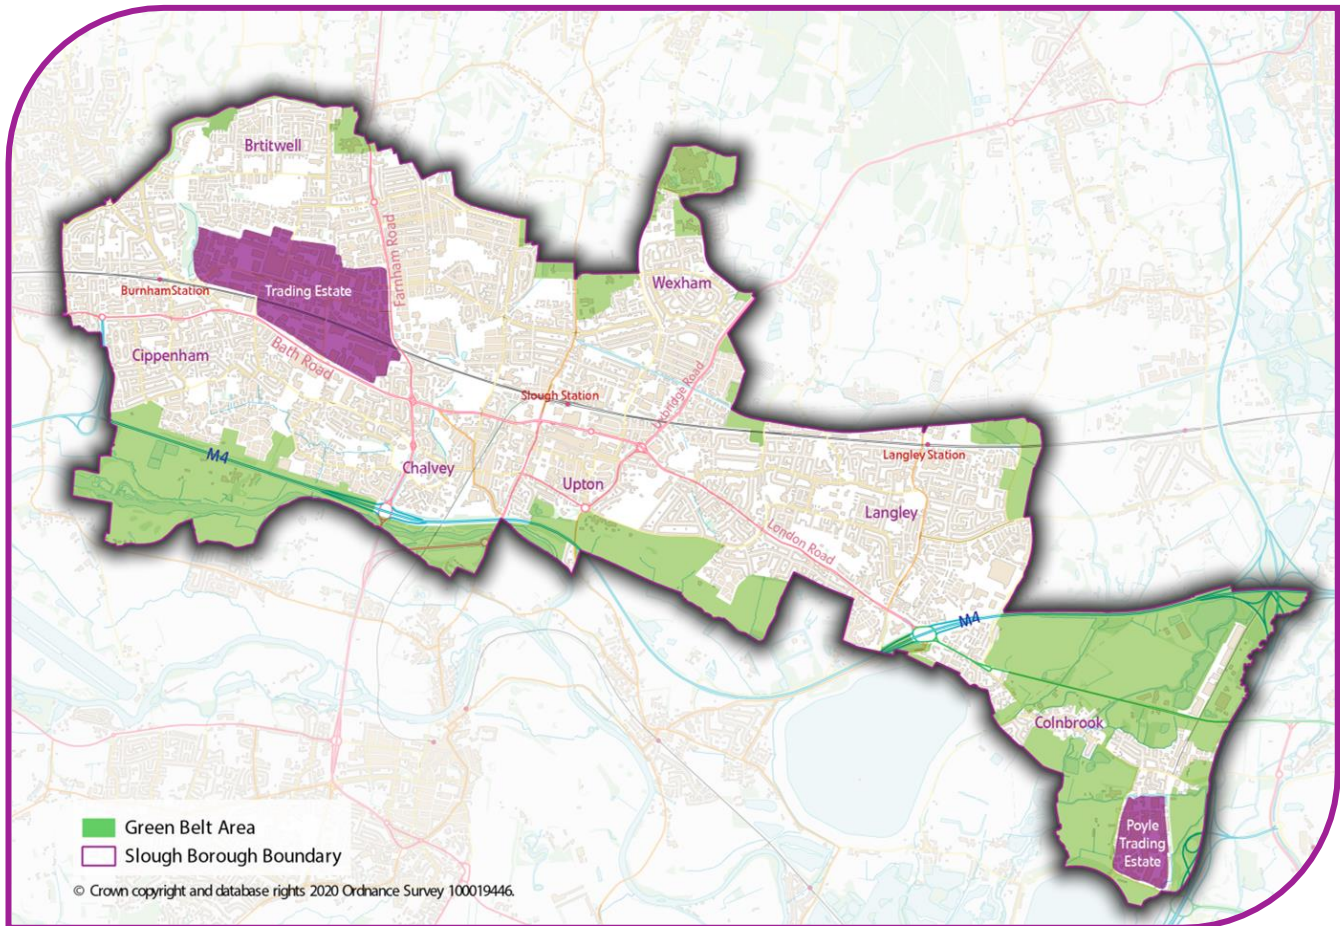 Brtitwell
Farnham Road
Wexham
BurnhamStation
Trading Estate
Cippenham
Bath Road
Slough Station
Uxbridge Road
M4
Chalvey
Upton
Langley Station
Langley
London Road
M4
Colnbrook
Poyle
Trading
Estate
Green Belt Area
Slough Borough Boundary
© Crown copyright and database rights 2020 Ordnance Survey 100019446.